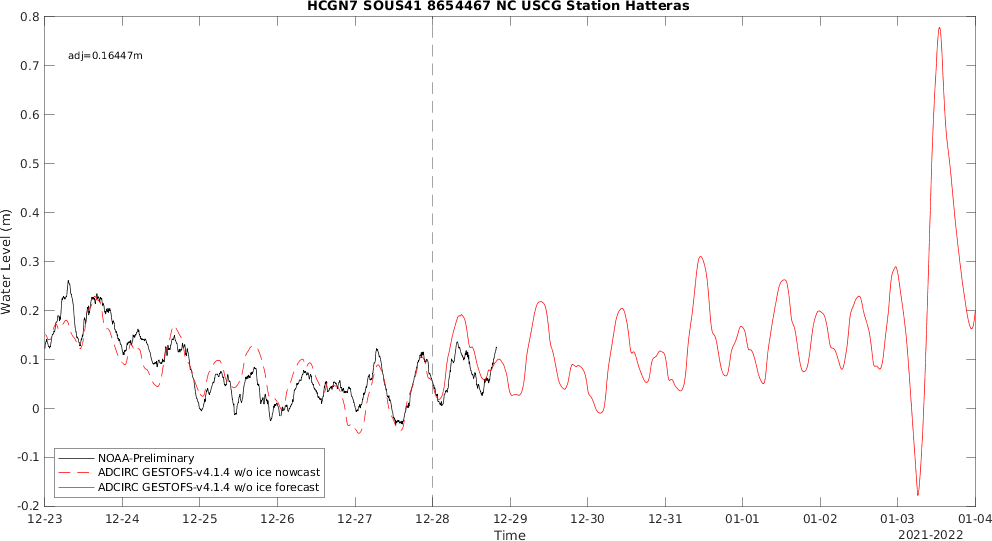 HCGN7 SOUS41 8654467 NC USCG Station Hatteras
adj=0.16447m
Water Level (m)
0.8
0.7
0.6
0.5
0.4
0.3
0.2
0.1
0
-0.1
-0.2
NOAA-Preliminary
ADCIRC GESTOFS-v4.1.4 w/o ice nowcast
ADCIRC GESTOFS-v4.1.4 w/o ice forecast
12-23 12-24 12-25 12-26 12-27 12-28 12-29 12-30 12-31 01-01 01-02 01-03 01-04
Time
2021-2022